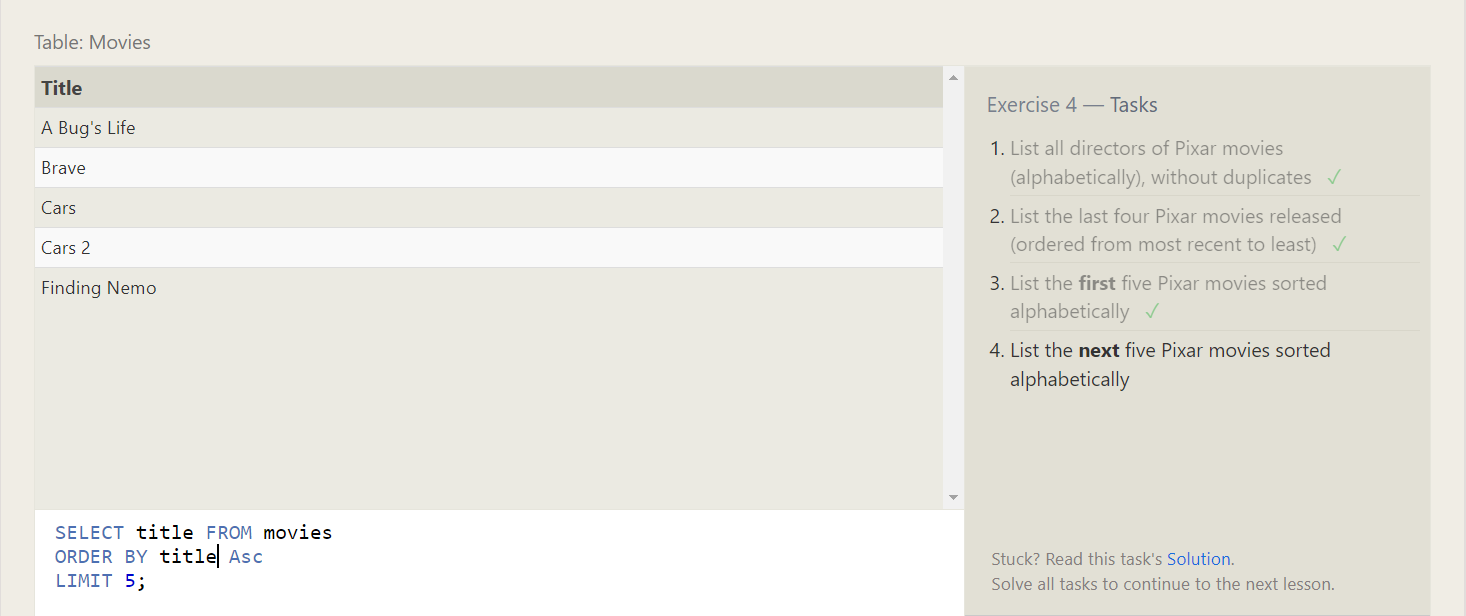 Table: Movies
Title
A Bug's Life
Brave
Cars
Cars 2
Finding Nemo
SELECT title FROM movies
ORDER BY title Asc
LIMIT 5;
Exercise 4 — Tasks
1. List all directors of Pixar movies
(alphabetically), without duplicates ✓
2. List the last four Pixar movies released
(ordered from most recent to least) ✓
3. List the first five Pixar movies sorted
alphabetically ✓
4. List the next five Pixar movies sorted
alphabetically
Stuck? Read this task's Solution.
Solve all tasks to continue to the next lesson.